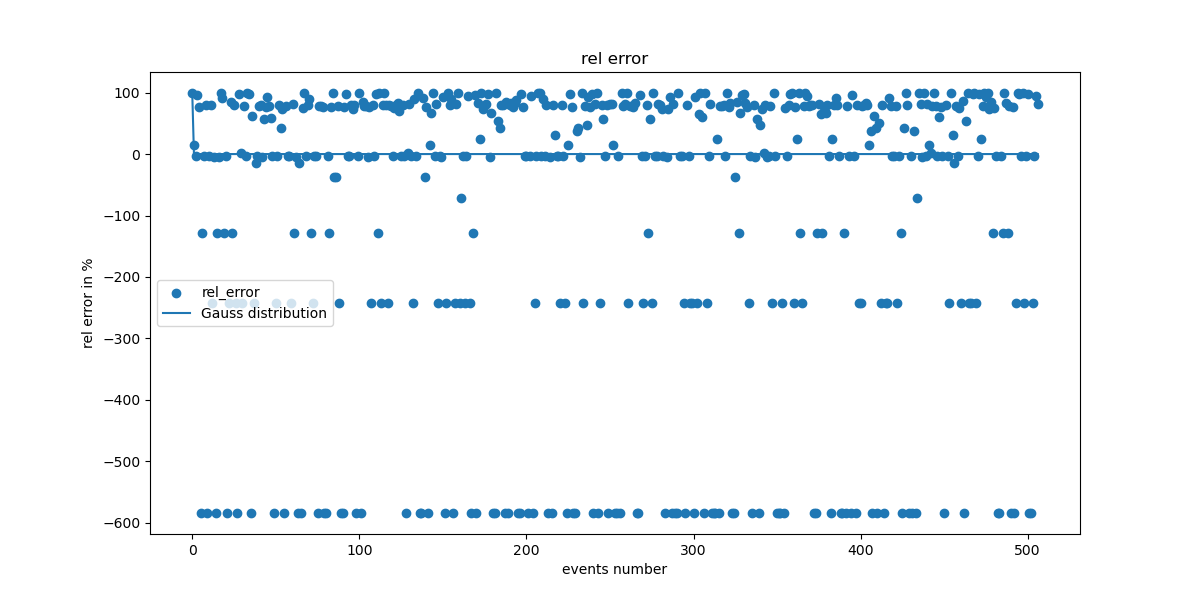 rel error
100
0
−100
−200
−300
−400
−500
−600
rel error in %
rel_error
Gauss distribution
0
100
200
300
400
500
events number